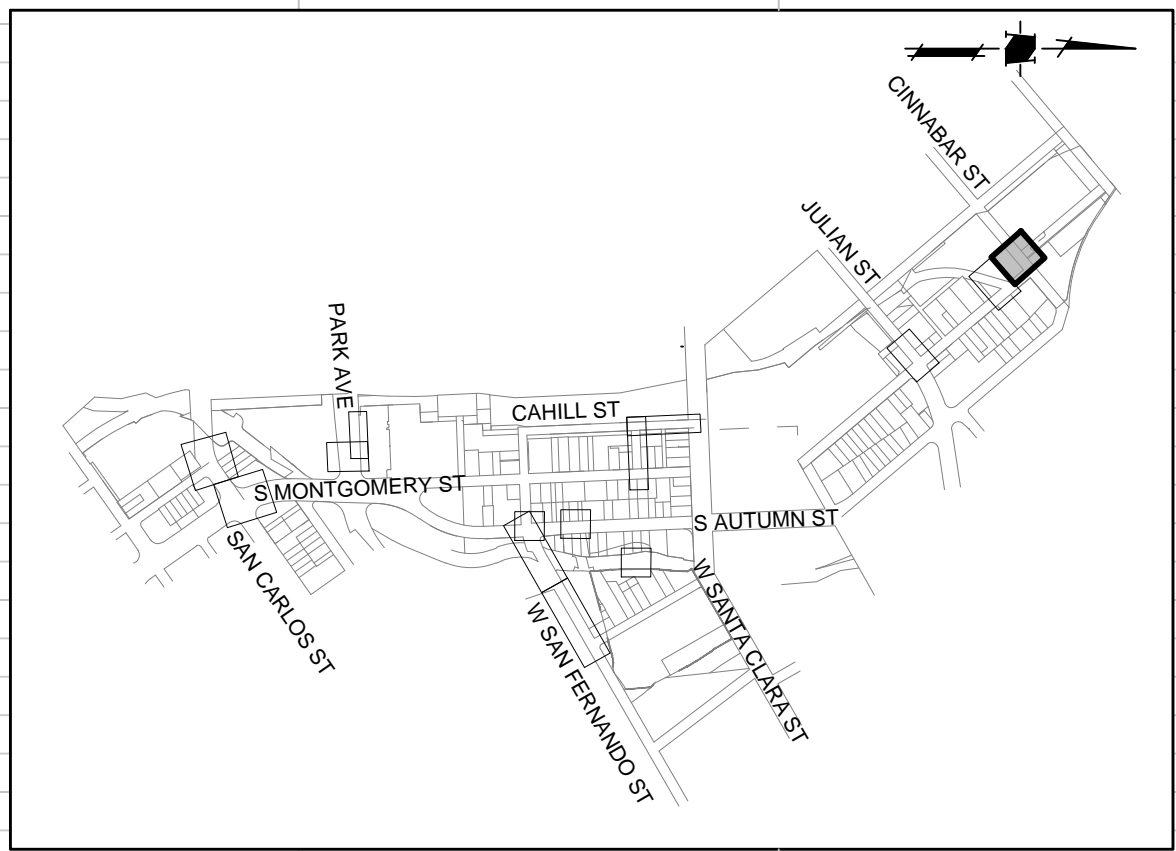 CINNABAR ST
JULIAN ST
PARK AVE
CAHILL ST
S MONTGOMERY ST
S AUTUMN ST
SAN CARLOS ST
W SANTA CLARA ST
W SAN FERNANDO ST